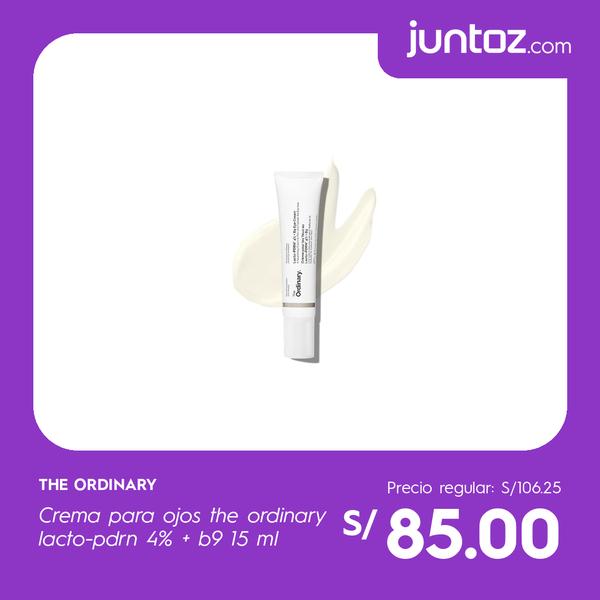 juntoz.com
The
Ordinary.
THE ORDINARY
Crema para ojos the ordinary
lacto-pdrn 4% + b9 15 ml
Precio regular: S/106.25
S/ 85.00